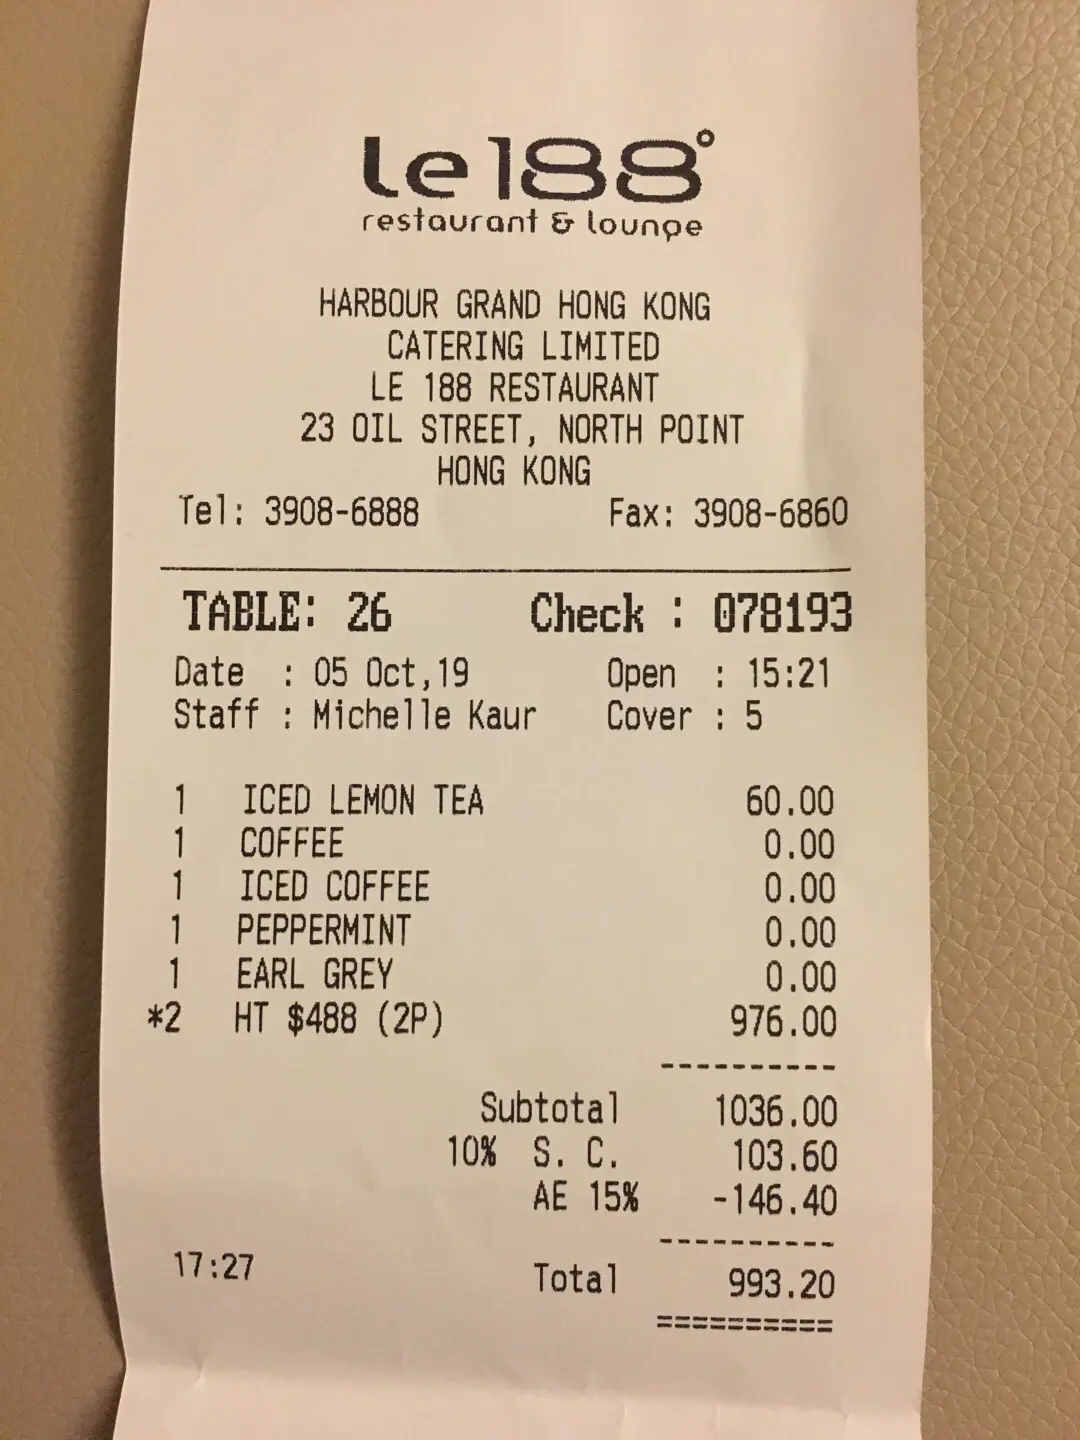 le 188°
restaurant & lounge
HARBOUR GRAND HONG KONG
CATERING LIMITED
LE 188 RESTAURANT
23 OIL STREET, NORTH POINT
HONG KONG
Tel: 3908-6888 Fax: 3908-6860
TABLE: 26 Check : 078193
Date : 05 Oct,19 Open : 15:21
Staff : Michelle Kaur Cover : 5
1 ICED LEMON TEA 60.00
1 COFFEE 0.00
1 ICED COFFEE 0.00
1 PEPPERMINT 0.00
1 EARL GREY 0.00
*2 HT $488 (2P) 976.00
----------
Subtotal 1036.00
10% S. C. 103.60
AE 15% -146.40
----------
17:27 Total 993.20
==========